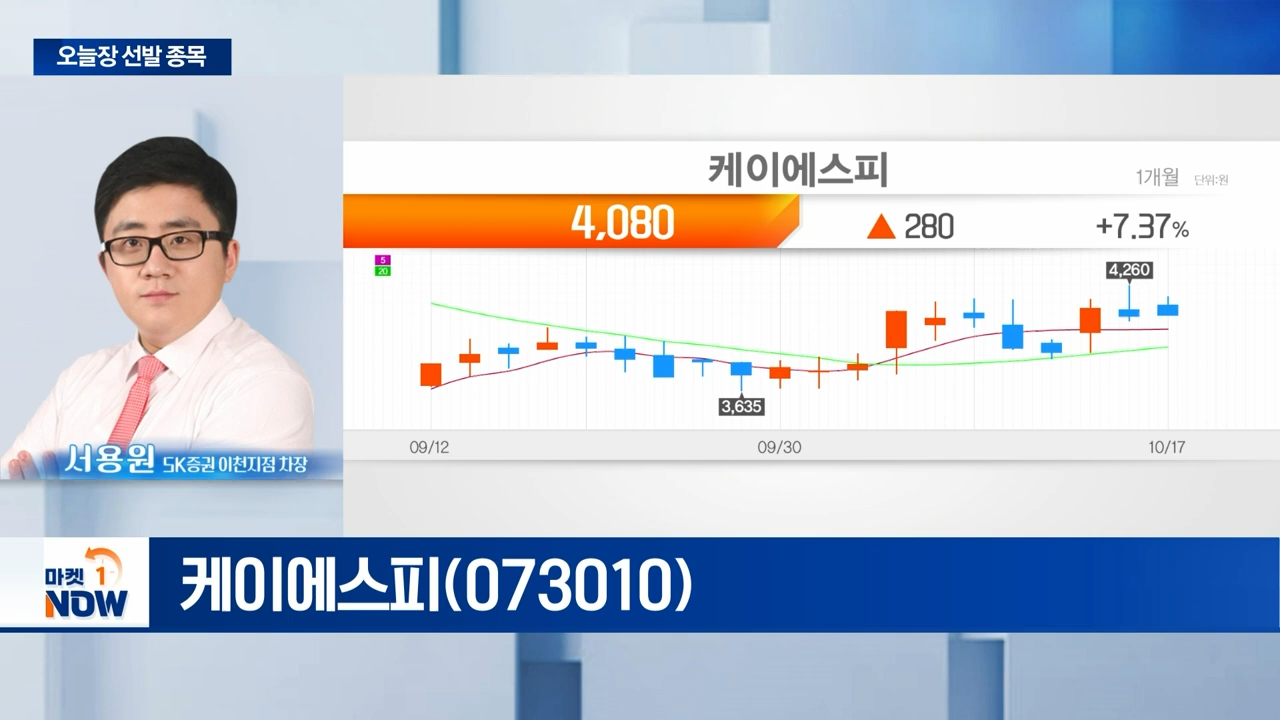 오늘장 선발 종목
케이에스피
1개월 단위:원
4,080 ▲ 280 +7.37%
5
20
4,260
3,635
09/12 09/30 10/17
서용원 SK증권 이천지점 차장
마켓 1
NOW
케이에스피(073010)